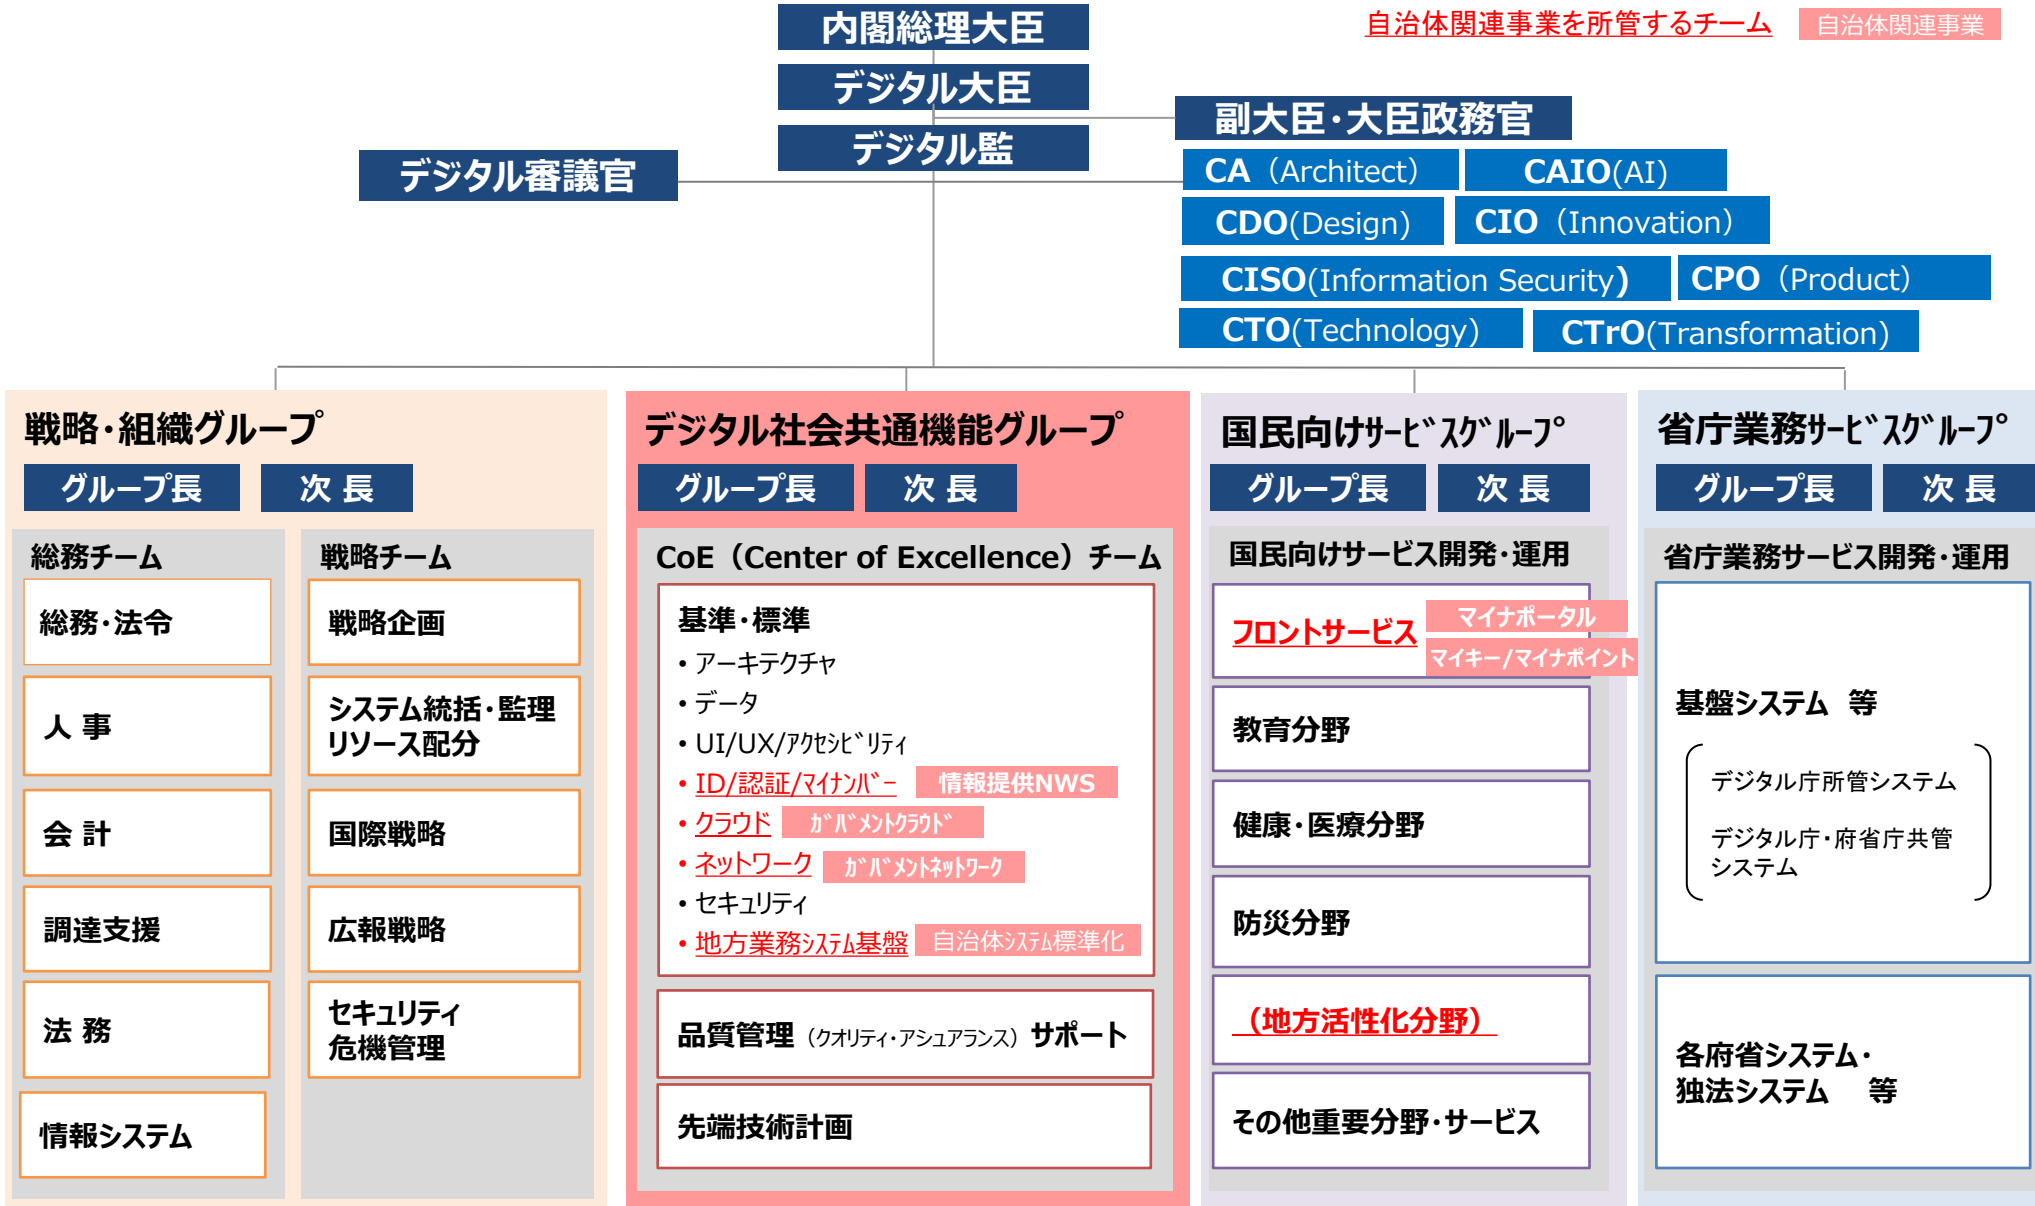 内閣総理大臣
自治体関連事業を所管するチーム 自治体関連事業
デジタル大臣
副大臣・大臣政務官
デジタル監
デジタル審議官
CA（Architect） CAIO(AI)
CDO(Design) CIO（Innovation）
CISO(Information Security) CPO（Product）
CTO(Technology) CTrO(Transformation)
戦略・組織グループ
グループ長 次 長
総務チーム
総務・法令
人 事
会 計
調達支援
法 務
情報システム
戦略チーム
戦略企画
システム統括・監理
リソース配分
国際戦略
広報戦略
セキュリティ
危機管理
デジタル社会共通機能グループ
グループ長 次 長
CoE（Center of Excellence）チーム
基準・標準
・アーキテクチャ
・データ
・UI/UX/ｱｸｾｼﾋﾞﾘﾃｨ
・ID/認証/ﾏｲﾅﾝﾊﾞｰ 情報提供NWS
・クラウド ｶﾞﾊﾞﾒﾝﾄｸﾗｳﾄﾞ
・ネットワーク ｶﾞﾊﾞﾒﾝﾄﾈｯﾄﾜｰｸ
・セキュリティ
・地方業務ｼｽﾃﾑ基盤 自治体ｼｽﾃﾑ標準化
品質管理（クオリティ・アシュアランス）サポート
先端技術計画
国民向けｻｰﾋﾞｽｸﾞﾙｰﾌﾟ
グループ長 次 長
国民向けサービス開発・運用
フロントサービス
マイナポータル
マイキー/マイナポイント
教育分野
健康・医療分野
防災分野
（地方活性化分野）
その他重要分野・サービス
省庁業務ｻｰﾋﾞｽｸﾞﾙｰﾌﾟ
グループ長 次 長
省庁業務サービス開発・運用
基盤システム 等
デジタル庁所管システム
デジタル庁・府省庁共管
システム
各府省システム・
独法システム 等